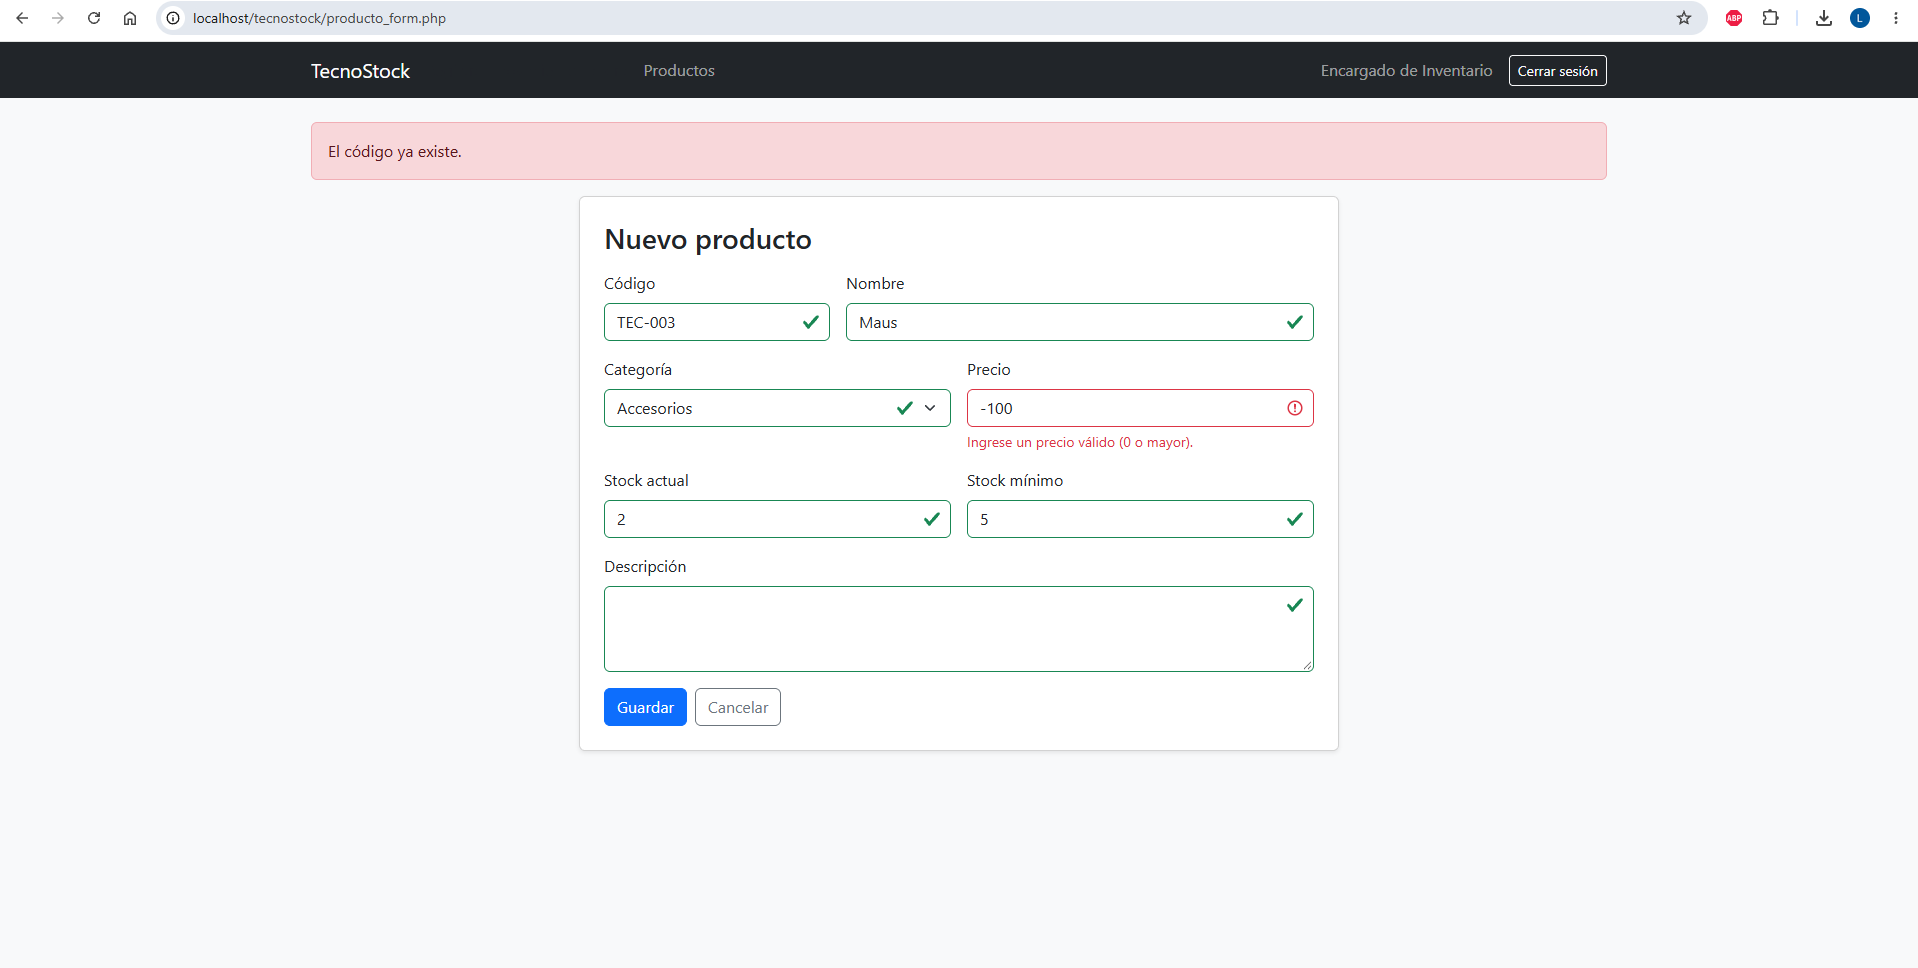 localhost/tecnostock/producto_form.php
ABP
L
TecnoStock
Productos
Encargado de Inventario
Cerrar sesión
El código ya existe.
Nuevo producto
Código
Nombre
TEC-003
Maus
Categoría
Precio
Accesorios
-100
Ingrese un precio válido (0 o mayor).
Stock actual
Stock mínimo
2
5
Descripción
Guardar
Cancelar